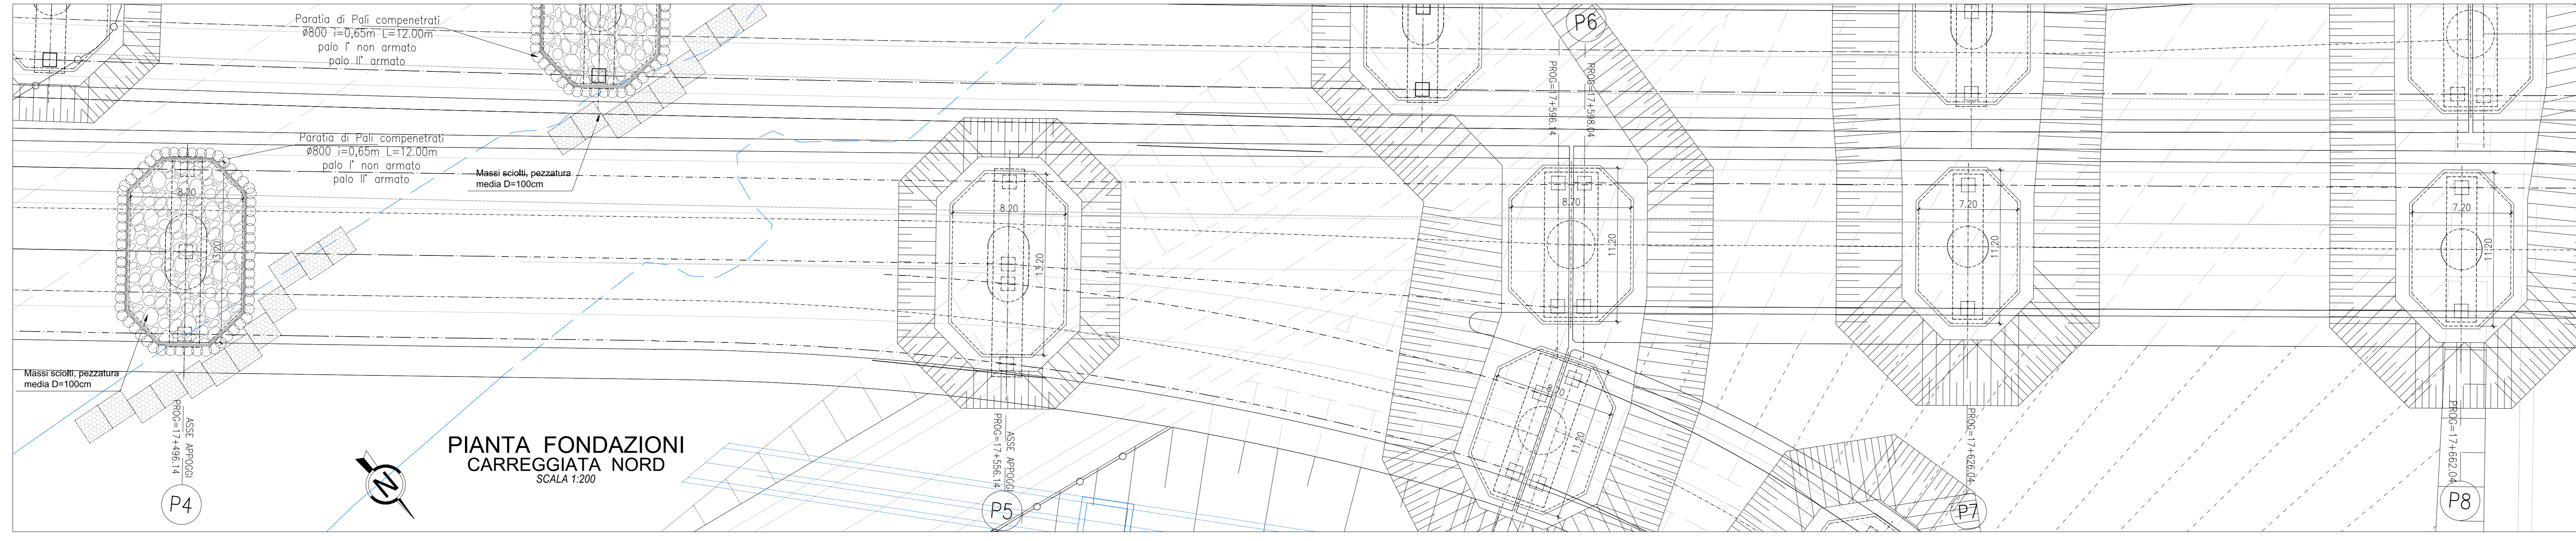 Paratia di Pali compenetrati
ø800 i=0,65m L=12.00m
palo I° non armato
palo II° armato
Paratia di Pali compenetrati
ø800 i=0,65m L=12.00m
palo I° non armato
palo II° armato
Massi sciolti, pezzatura
media D=100cm
Massi sciolti, pezzatura
media D=100cm
8.20
ASSE APPOGGI
PROG=17+496.14
P4
N
PIANTA FONDAZIONI
CARREGGIATA NORD
SCALA 1:200
8.20
13.20
ASSE APPOGGI
PROG=17+556.14
P5
P6
PROG=17+596.14
PROG=17+598.04
8.70
11.20
8.70
11.20
7.20
11.20
PROG=17+626.04
P7
7.20
11.20
PROG=17+662.04
P8